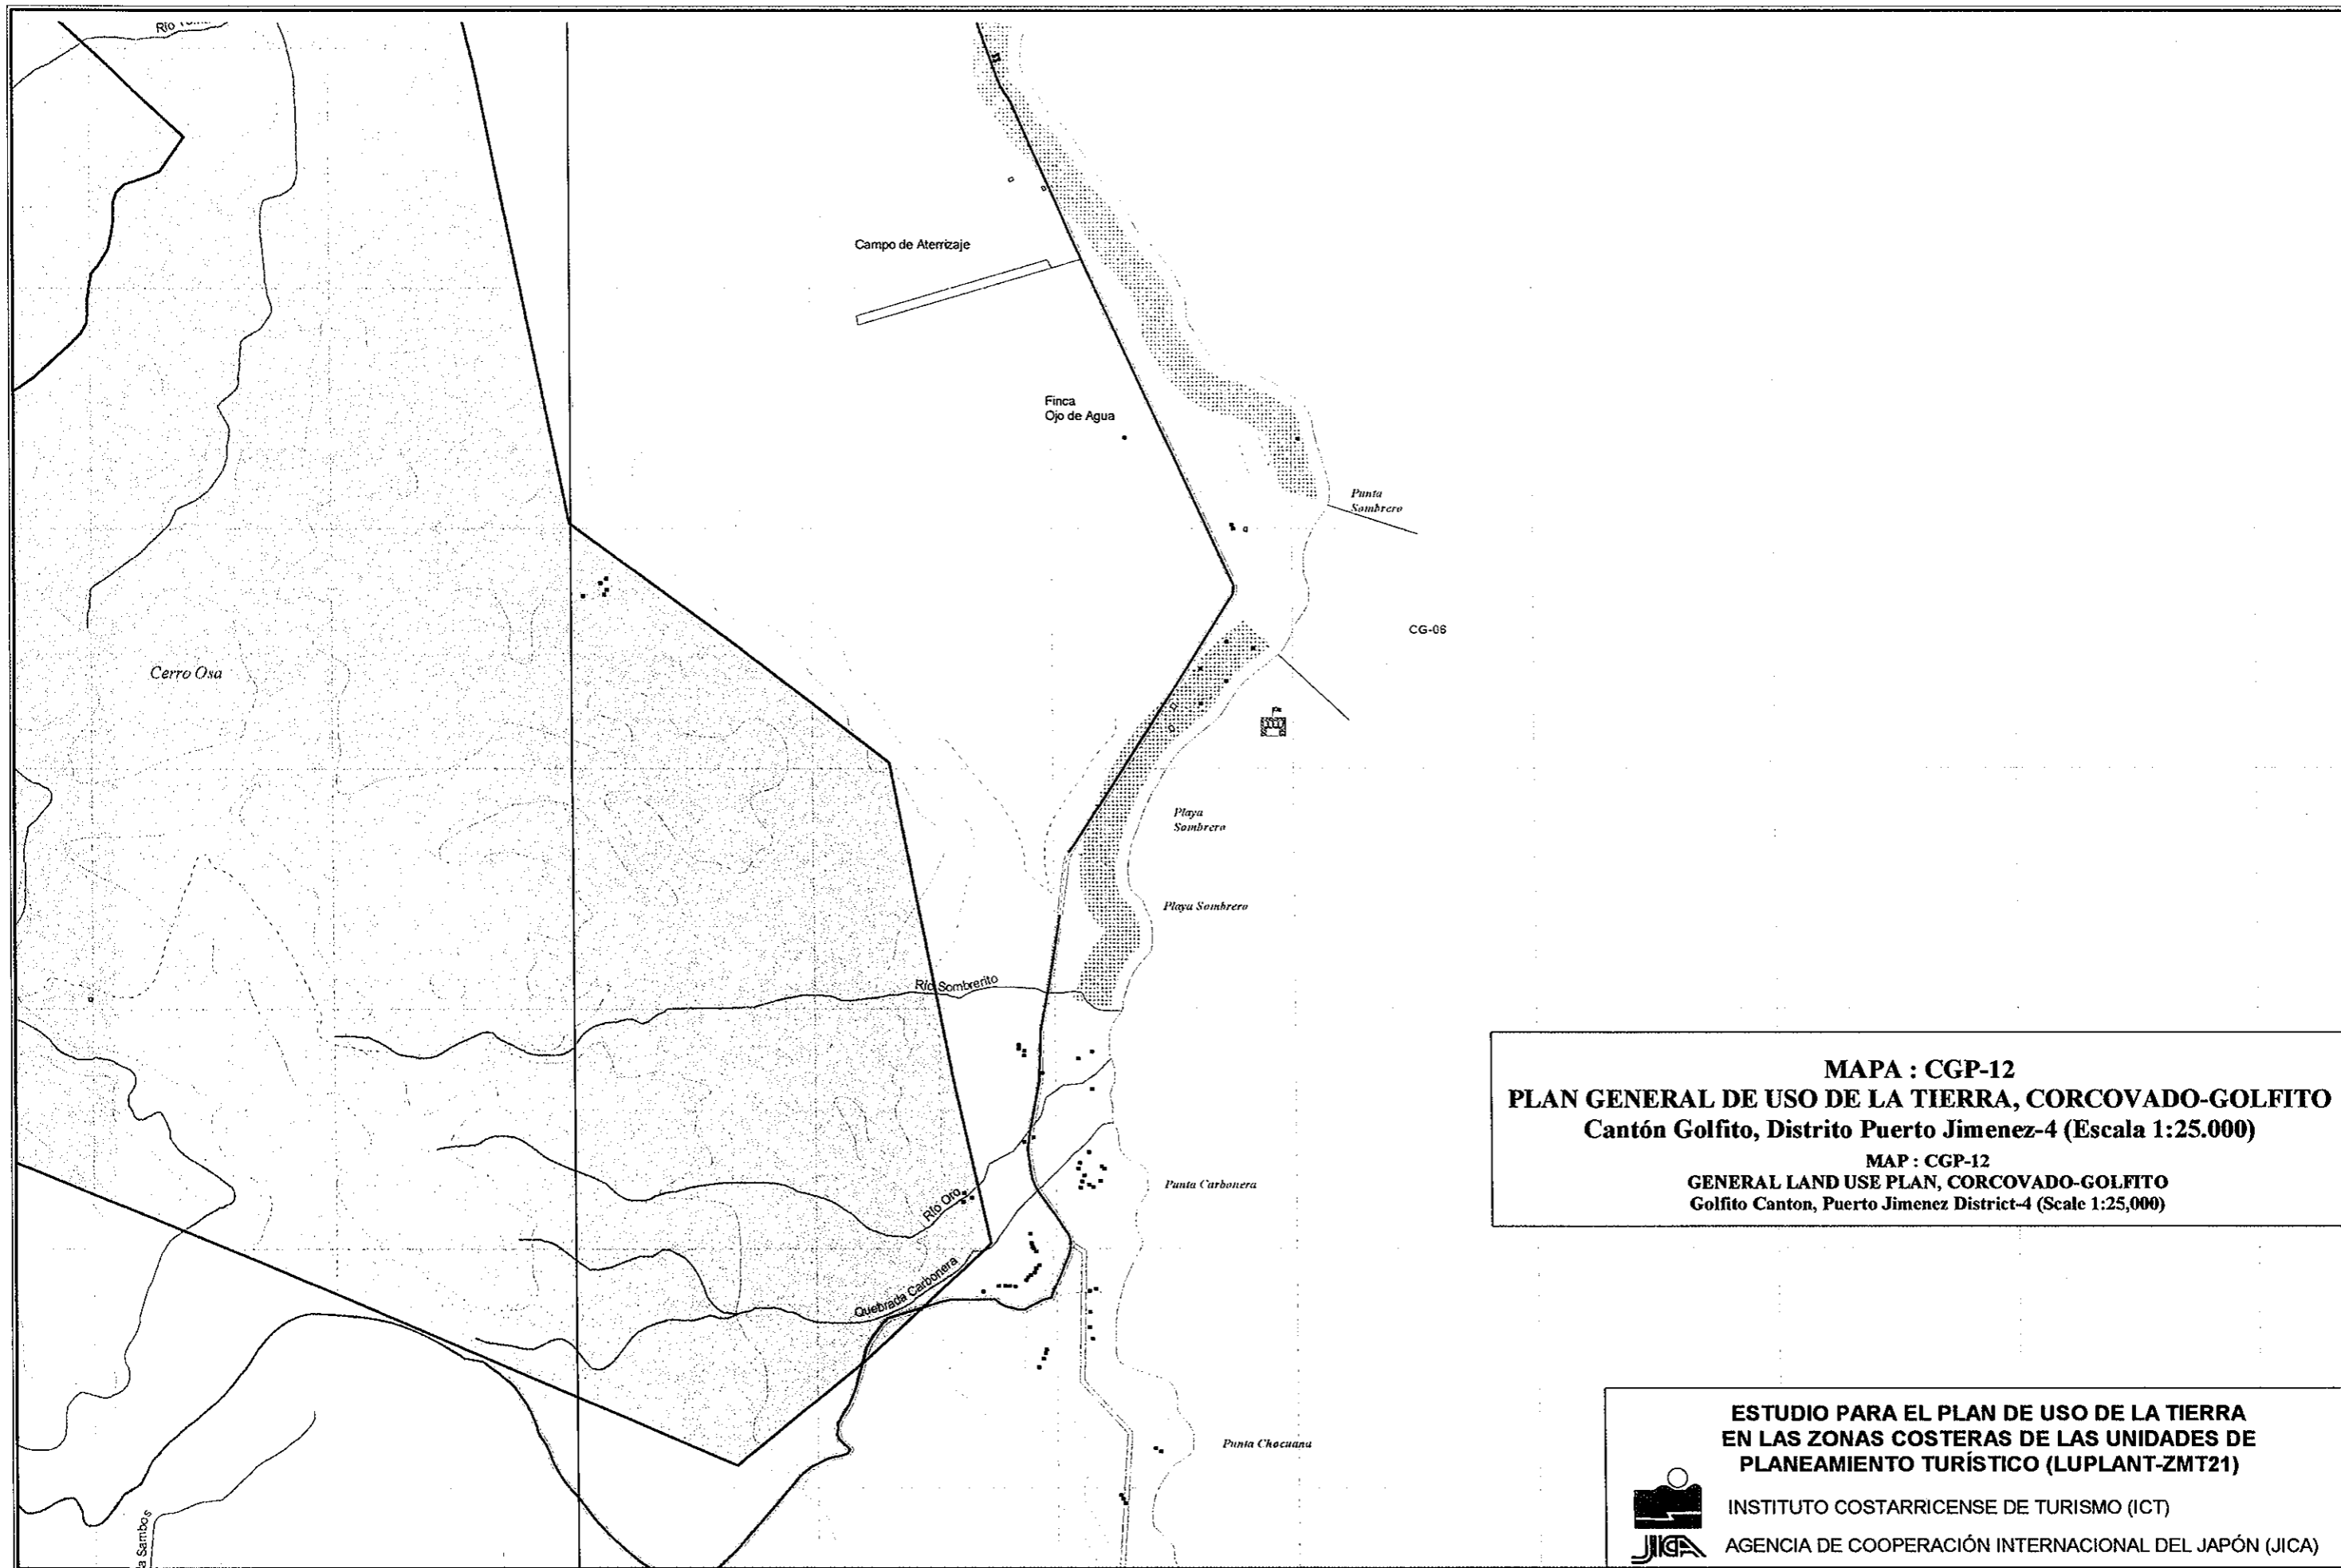 Campo de Aterrizaje
Finca
Ojo de Agua
Punta
Sombrero
CG-06
Cerro Osa
Playa
Sombrero
Playa Sombrero
Río Sombrerito
Río Oro
Punta Carbonera
Quebrada Carbonera
Punta Chocuana
a Sambos
MAPA : CGP-12
PLAN GENERAL DE USO DE LA TIERRA, CORCOVADO-GOLFITO
Cantón Golfito, Distrito Puerto Jimenez-4 (Escala 1:25.000)
MAP : CGP-12
GENERAL LAND USE PLAN, CORCOVADO-GOLFITO
Golfito Canton, Puerto Jimenez District-4 (Scale 1:25,000)
ESTUDIO PARA EL PLAN DE USO DE LA TIERRA
EN LAS ZONAS COSTERAS DE LAS UNIDADES DE
PLANEAMIENTO TURÍSTICO (LUPLANT-ZMT21)
INSTITUTO COSTARRICENSE DE TURISMO (ICT)
JICA AGENCIA DE COOPERACIÓN INTERNACIONAL DEL JAPÓN (JICA)